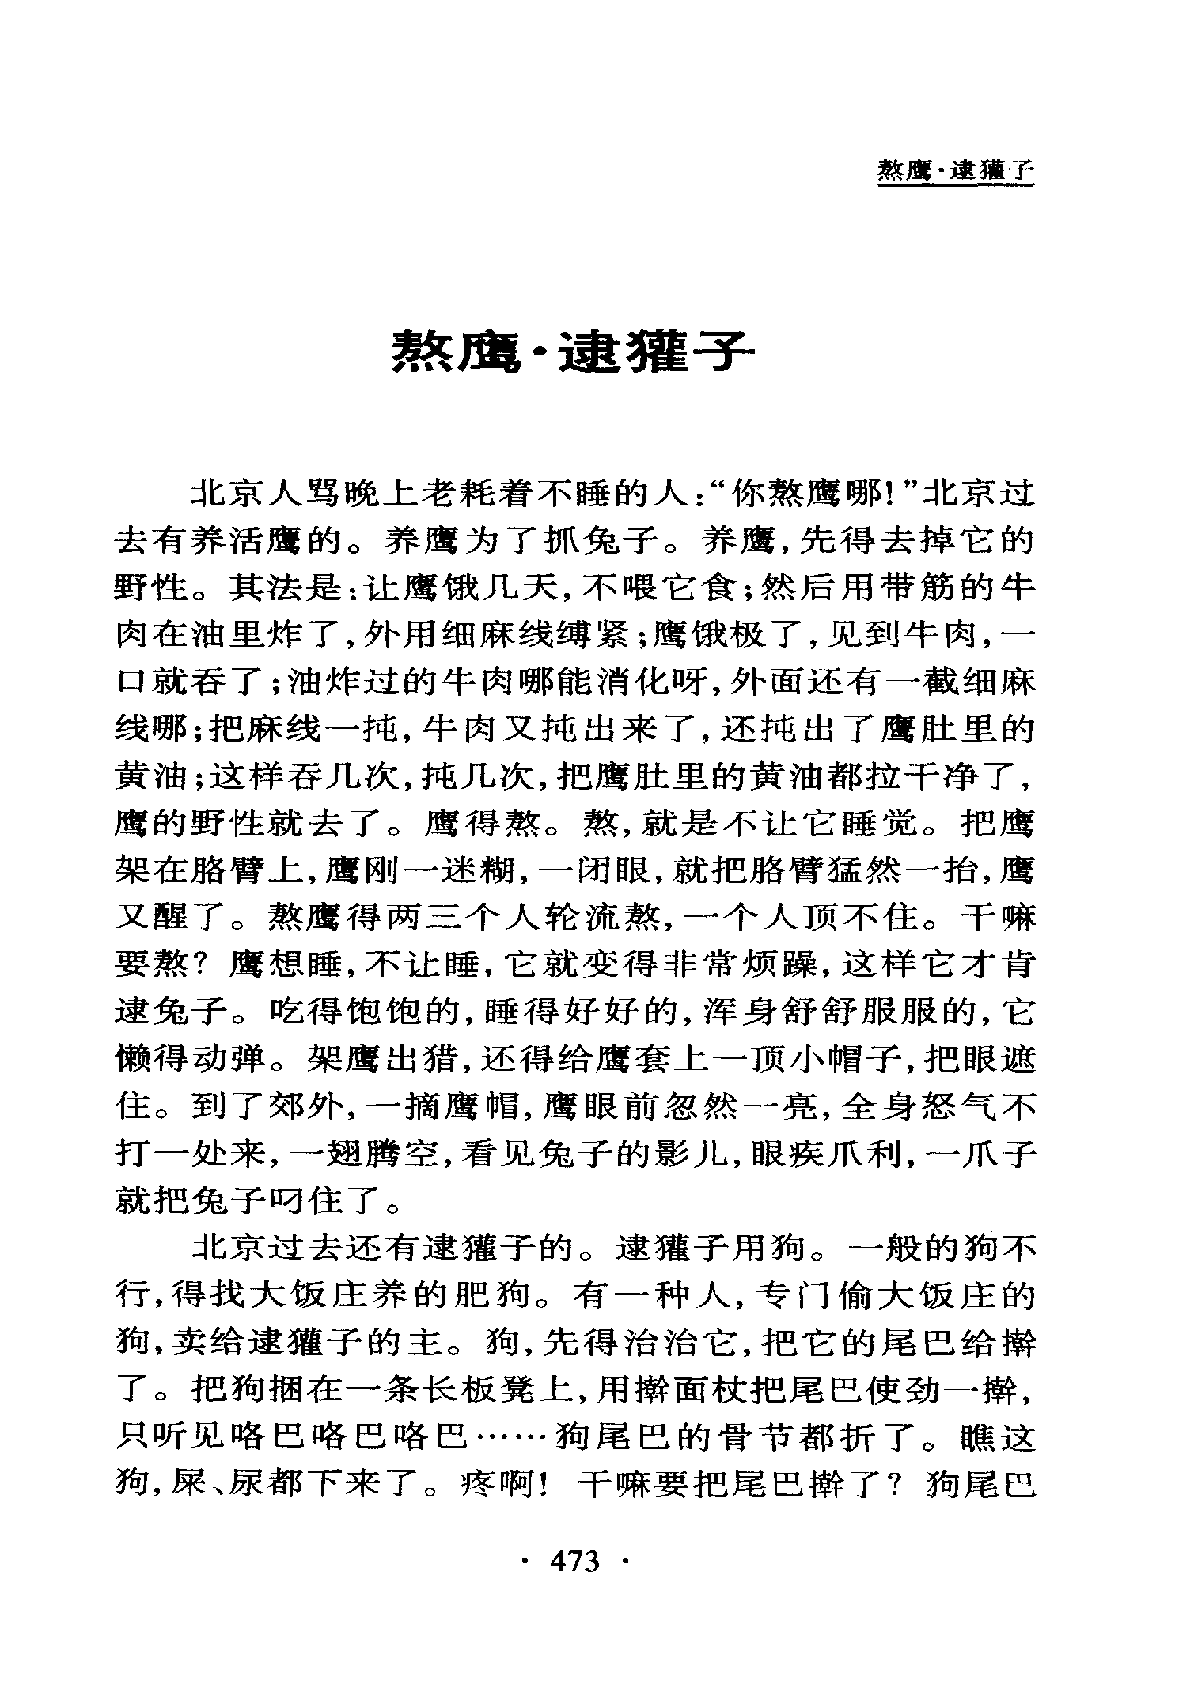 熬鹰·逮獾子
熬鹰·逮獾子
北京人骂晚上老耗着不睡的人：“你熬鹰哪！”北京过
去有养活鹰的。养鹰为了抓兔子。养鹰，先得去掉它的
野性。其法是：让鹰饿几天，不喂它食；然后用带筋的牛
肉在油里炸了，外用细麻线缚紧；鹰饿极了，见到牛肉，一
口就吞了；油炸过的牛肉哪能消化呀，外面还有一截细麻
线哪；把麻线一扽，牛肉又扽出来了，还扽出了鹰肚里的
黄油；这样吞几次，扽几次，把鹰肚里的黄油都拉干净了，
鹰的野性就去了。鹰得熬。熬，就是不让它睡觉。把鹰
架在胳臂上，鹰刚一迷糊，一闭眼，就把胳臂猛然一抬，鹰
又醒了。熬鹰得两三个人轮流熬，一个人顶不住。干嘛
要熬？鹰想睡，不让睡，它就变得非常烦躁，这样它才肯
逮兔子。吃得饱饱的，睡得好好的，浑身舒舒服服的，它
懒得动弹。架鹰出猎，还得给鹰套上一顶小帽子，把眼遮
住。到了郊外，一摘鹰帽，鹰眼前忽然一亮，全身怒气不
打一处来，一翅腾空，看见兔子的影儿，眼疾爪利，一爪子
就把兔子叼住了。
北京过去还有逮獾子的。逮獾子用狗。一般的狗不
行，得找大饭庄养的肥狗。有一种人，专门偷大饭庄的
狗，卖给逮獾子的主。狗，先得治治它，把它的尾巴给擀
了。把狗捆在一条长板凳上，用擀面杖把尾巴使劲一擀，
只听见咯巴咯巴咯巴……狗尾巴的骨节都折了。瞧这
狗，屎、尿都下来了。疼啊！干嘛要把尾巴擀了？狗尾巴
· 473 ·